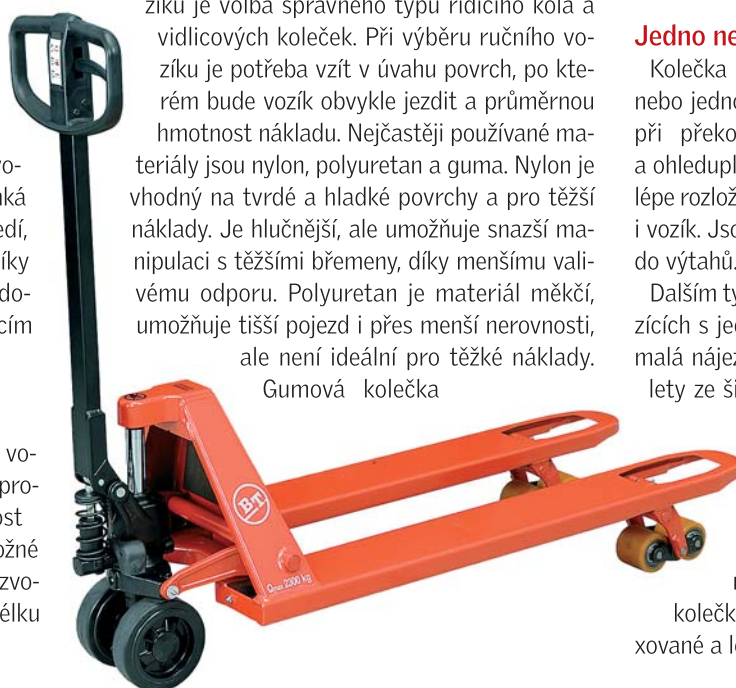 vo-
edí,
íky
do-
cím
vo-
pro-
ost
ožné
zvo-
élku
zíku je volba správného typu řídicího kola a
vidlicových koleček. Při výběru ručního vo-
zíku je potřeba vzít v úvahu povrch, po kte-
rém bude vozík obvykle jezdit a průměrnou
hmotnost nákladu. Nejčastěji používané ma-
teriály jsou nylon, polyuretan a guma. Nylon je
vhodný na tvrdé a hladké povrchy a pro těžší
náklady. Je hlučnější, ale umožňuje snazší ma-
nipulaci s těžšími břemeny, díky menšímu vali-
vému odporu. Polyuretan je materiál měkčí,
umožňuje tišší pojezd i přes menší nerovnosti,
ale není ideální pro těžké náklady.
Gumová kolečka
BT
Qmax 2300 kg
Jedno ne
Kolečka
nebo jedno
při překo
a ohledupl
lépe rozlož
i vozík. Jso
do výtahů.
Dalším ty
zících s jed
malá nájez
lety ze ši
kolečk
xované a le